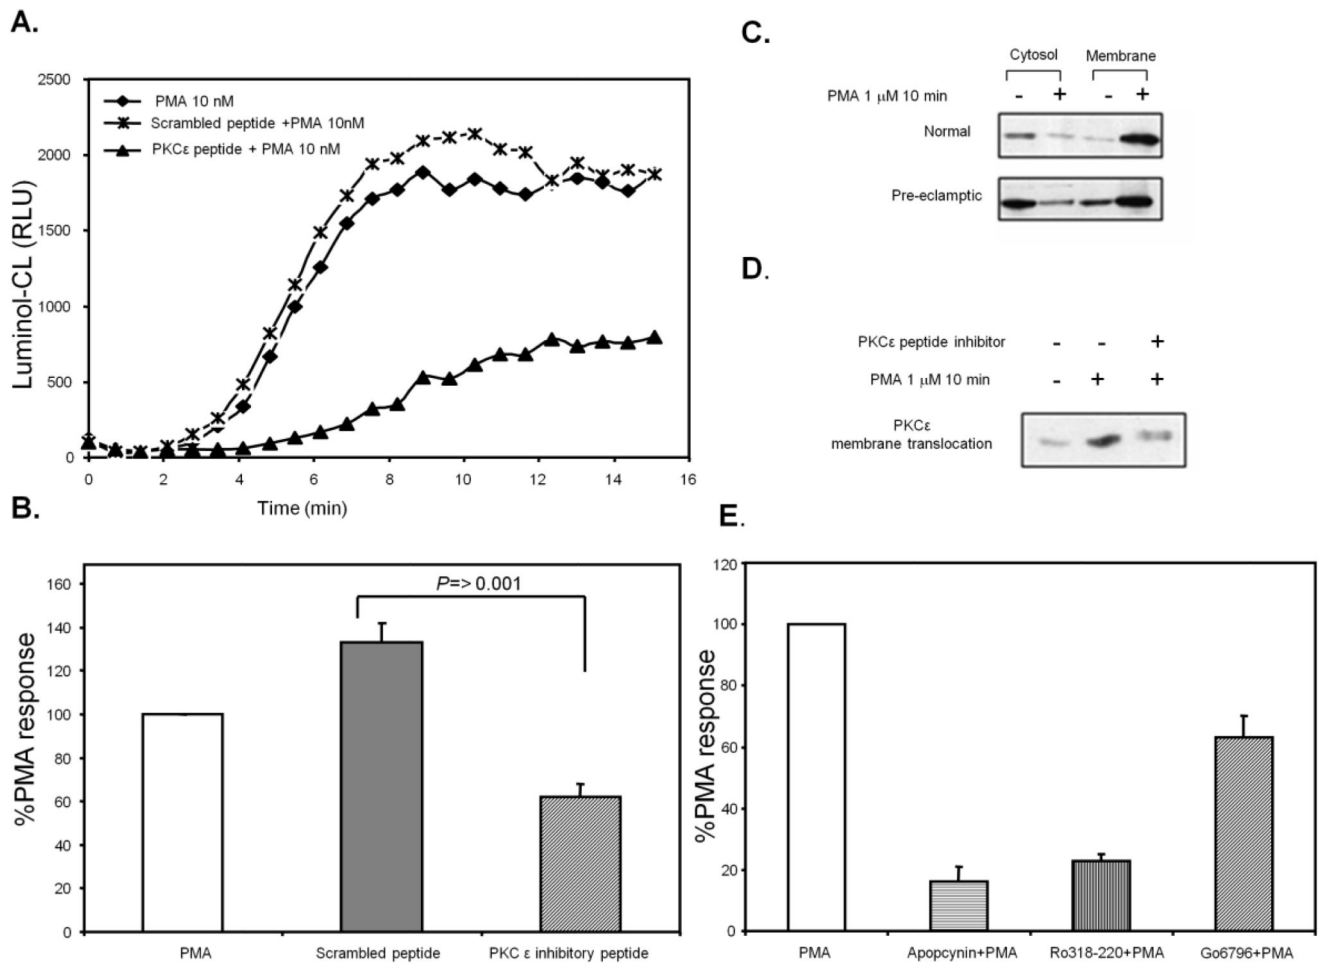 A.
2500
2000
1500
1000
500
0
Luminol-CL (RLU)
PMA 10 nM
Scrambled peptide +PMA 10nM
PKCε peptide + PMA 10 nM
0 2 4 6 8 10 12 14 16
Time (min)
B.
160
140
120
100
80
60
40
20
0
%PMA response
P=> 0.001
PMA Scrambled peptide PKC ε inhibitory peptide
C.
Cytosol Membrane
PMA 1 μM 10 min - + - +
Normal
Pre-eclamptic
D.
PKCε peptide inhibitor - - +
PMA 1 μM 10 min - + +
PKCε
membrane translocation
E.
120
100
80
60
40
20
0
%PMA response
PMA Apopcynin+PMA Ro318-220+PMA Go6796+PMA